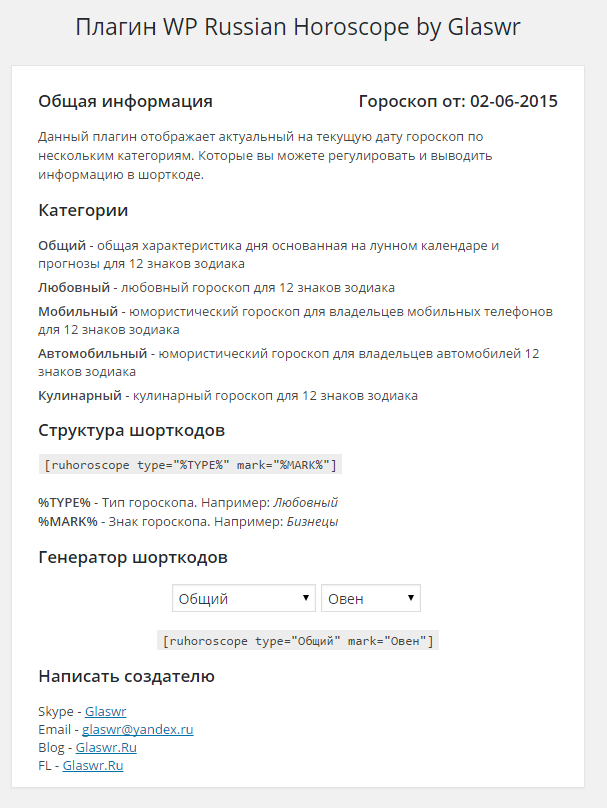 Плагин WP Russian Horoscope by Glaswr
Общая информация
Гороскоп от: 02-06-2015
Данный плагин отображает актуальный на текущую дату гороскоп по
нескольким категориям. Которые вы можете регулировать и выводить
информацию в шорткоде.
Категории
Общий - общая характеристика дня основанная на лунном календаре и
прогнозы для 12 знаков зодиака
Любовный - любовный гороскоп для 12 знаков зодиака
Мобильный - юмористический гороскоп для владельцев мобильных телефонов
для 12 знаков зодиака
Автомобильный - юмористический гороскоп для владельцев автомобилей 12
знаков зодиака
Кулинарный - кулинарный гороскоп для 12 знаков зодиака
Структура шорткодов
[ruhoroscope type="%TYPE%" mark="%MARK%"]
%TYPE% - Тип гороскопа. Например: Любовный
%MARK% - Знак гороскопа. Например: Бизнецы
Генератор шорткодов
Общий
Овен
[ruhoroscope type="Общий" mark="Овен"]
Написать создателю
Skype - Glaswr
Email - glaswr@yandex.ru
Blog - Glaswr.Ru
FL - Glaswr.Ru